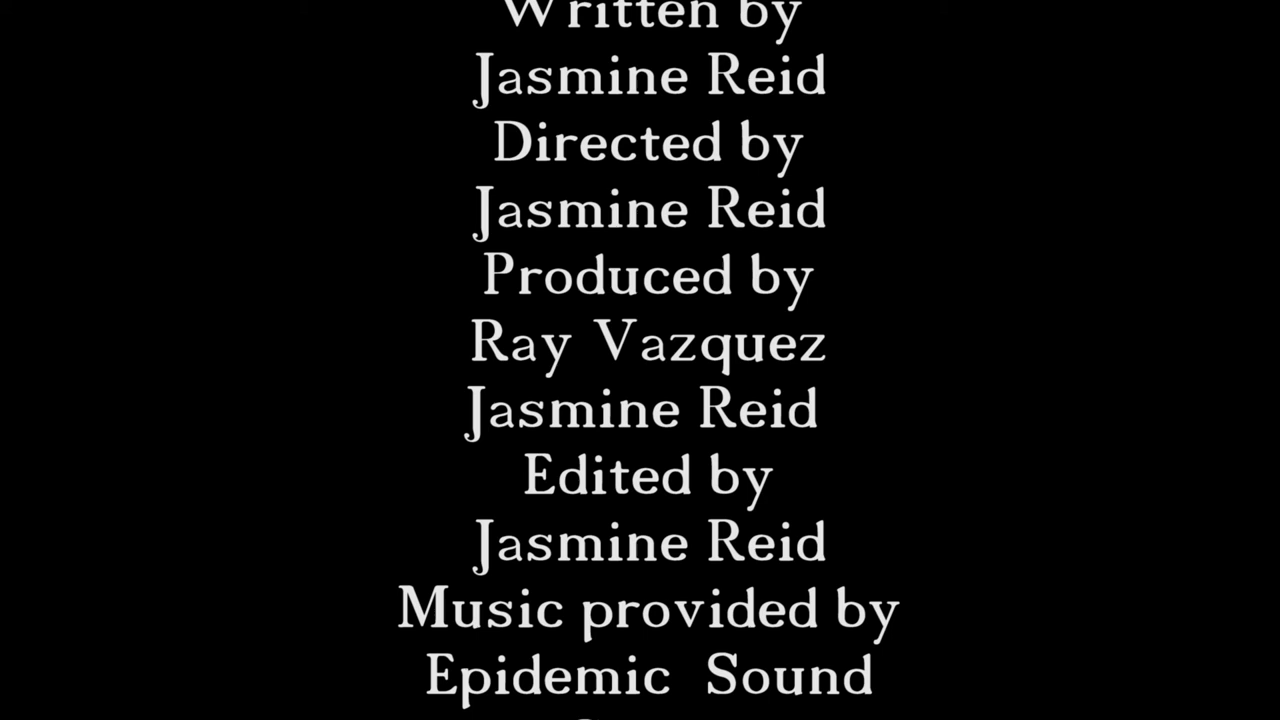 Written by
Jasmine Reid
Directed by
Jasmine Reid
Produced by
Ray Vazquez
Jasmine Reid
Edited by
Jasmine Reid
Music provided by
Epidemic Sound